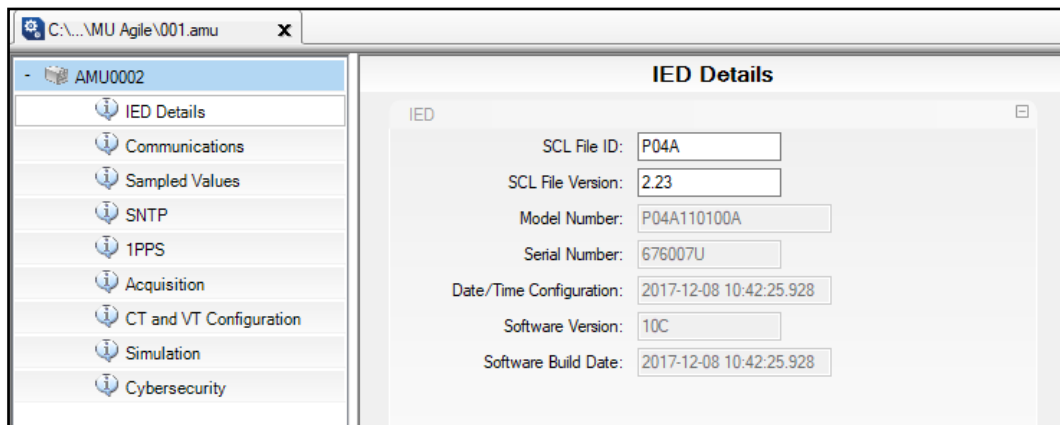 C:\...\MU Agile\001.amu x
- AMU0002
IED Details
Communications
Sampled Values
SNTP
1PPS
Acquisition
CT and VT Configuration
Simulation
Cybersecurity
IED Details
IED
SCL File ID: P04A
SCL File Version: 2.23
Model Number: P04A110100A
Serial Number: 676007U
Date/Time Configuration: 2017-12-08 10:42:25.928
Software Version: 10C
Software Build Date: 2017-12-08 10:42:25.928